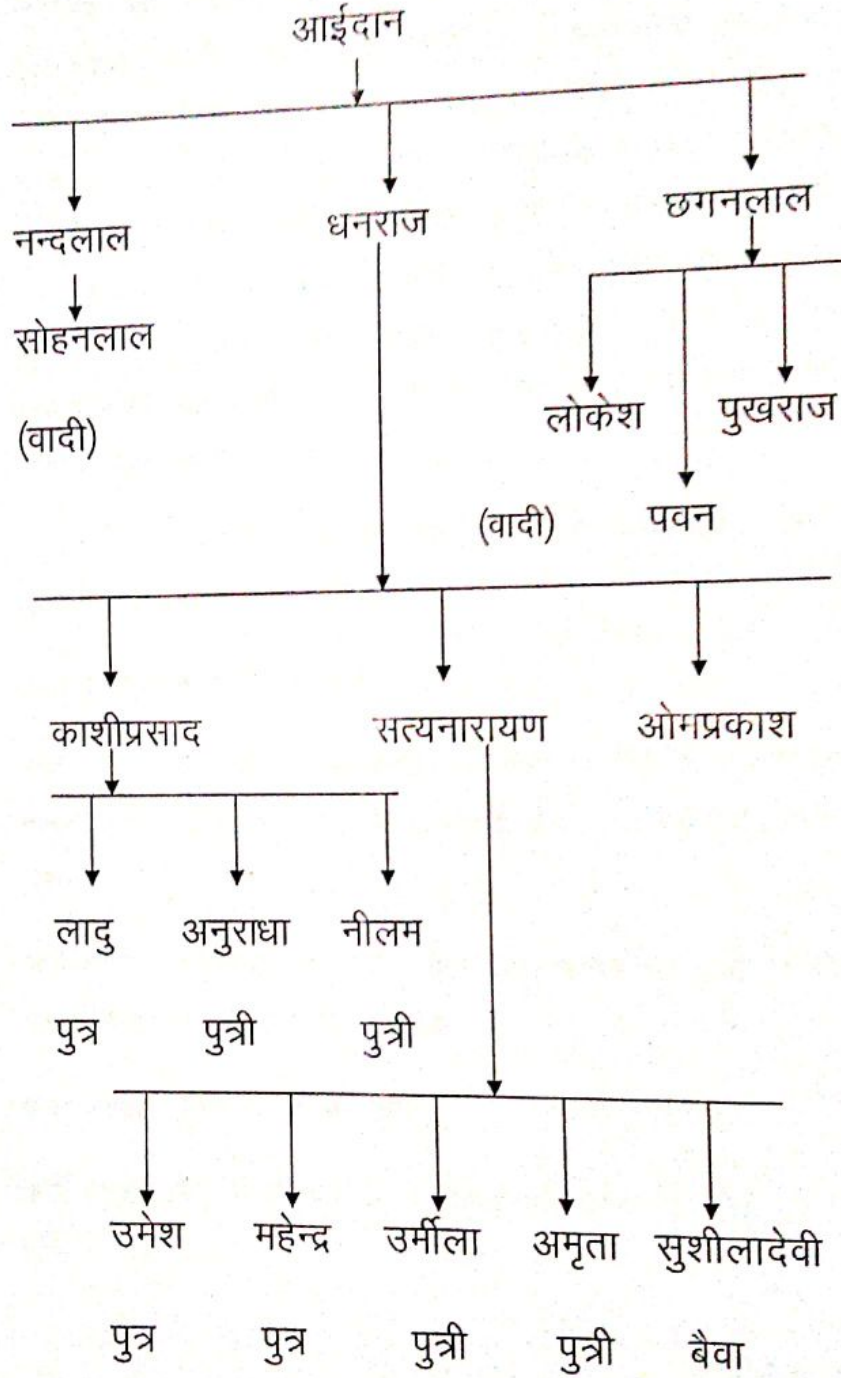 आईदान
नन्दलाल धनराज छगनलाल
सोहनलाल
(वादी)
लोकेश पुखराज
(वादी) पवन
काशीप्रसाद सत्यनारायण ओमप्रकाश
लादु अनुराधा नीलम
पुत्र पुत्री पुत्री
उमेश महेन्द्र उर्मीला अमृता सुशीलादेवी
पुत्र पुत्र पुत्री पुत्री बैवा